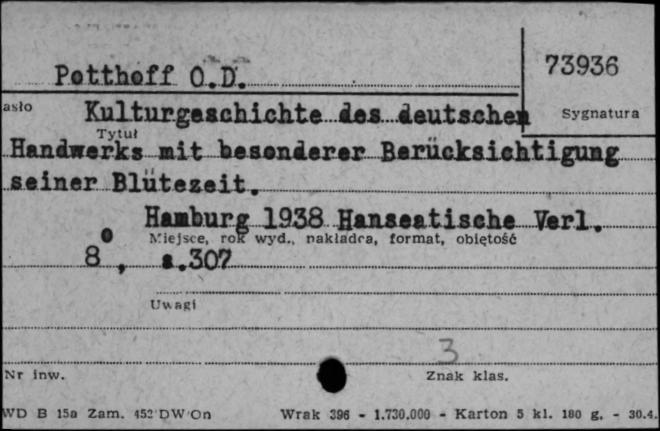 Potthoff O.D.
73936
asło
Kulturgeschichte des deutschen
Sygnatura
Tytuł
Handwerks mit besonderer Berücksichtigung
seiner Blütezeit.
Hamburg 1938 Hanseatische Verl.
Miejsce, rok wyd., nakładca, format, objętość
8°, s.307
Uwagi
3
Nr inw.
Znak klas.
WD B 15a Zam. 452 DW On Wrak 396 - 1.730.000 - Karton 5 kl. 180 g. - 30.4.